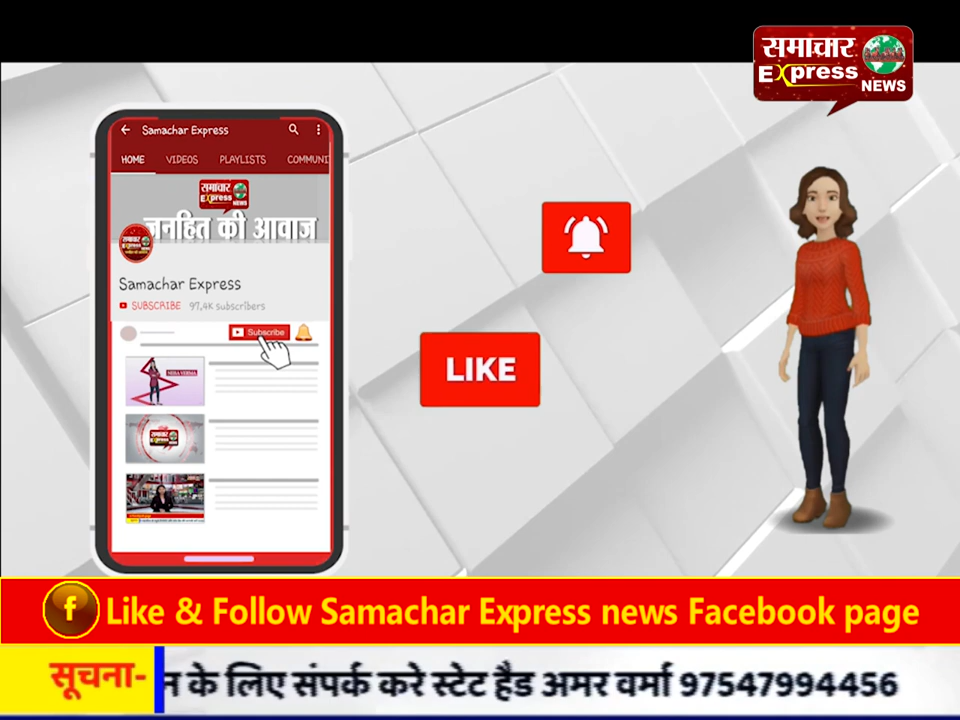 समाचार
Express
NEWS
Samachar Express
HOME VIDEOS PLAYLISTS COMMUNI
समाचार
Express
NEWS
जनहित की आवाज
Samachar Express
SUBSCRIBE 97.4K subscribers
Subscribe
LIKE
f Like & Follow Samachar Express news Facebook page
सूचना- न के लिए संपर्क करे स्टेट हैड अमर वर्मा 97547994456